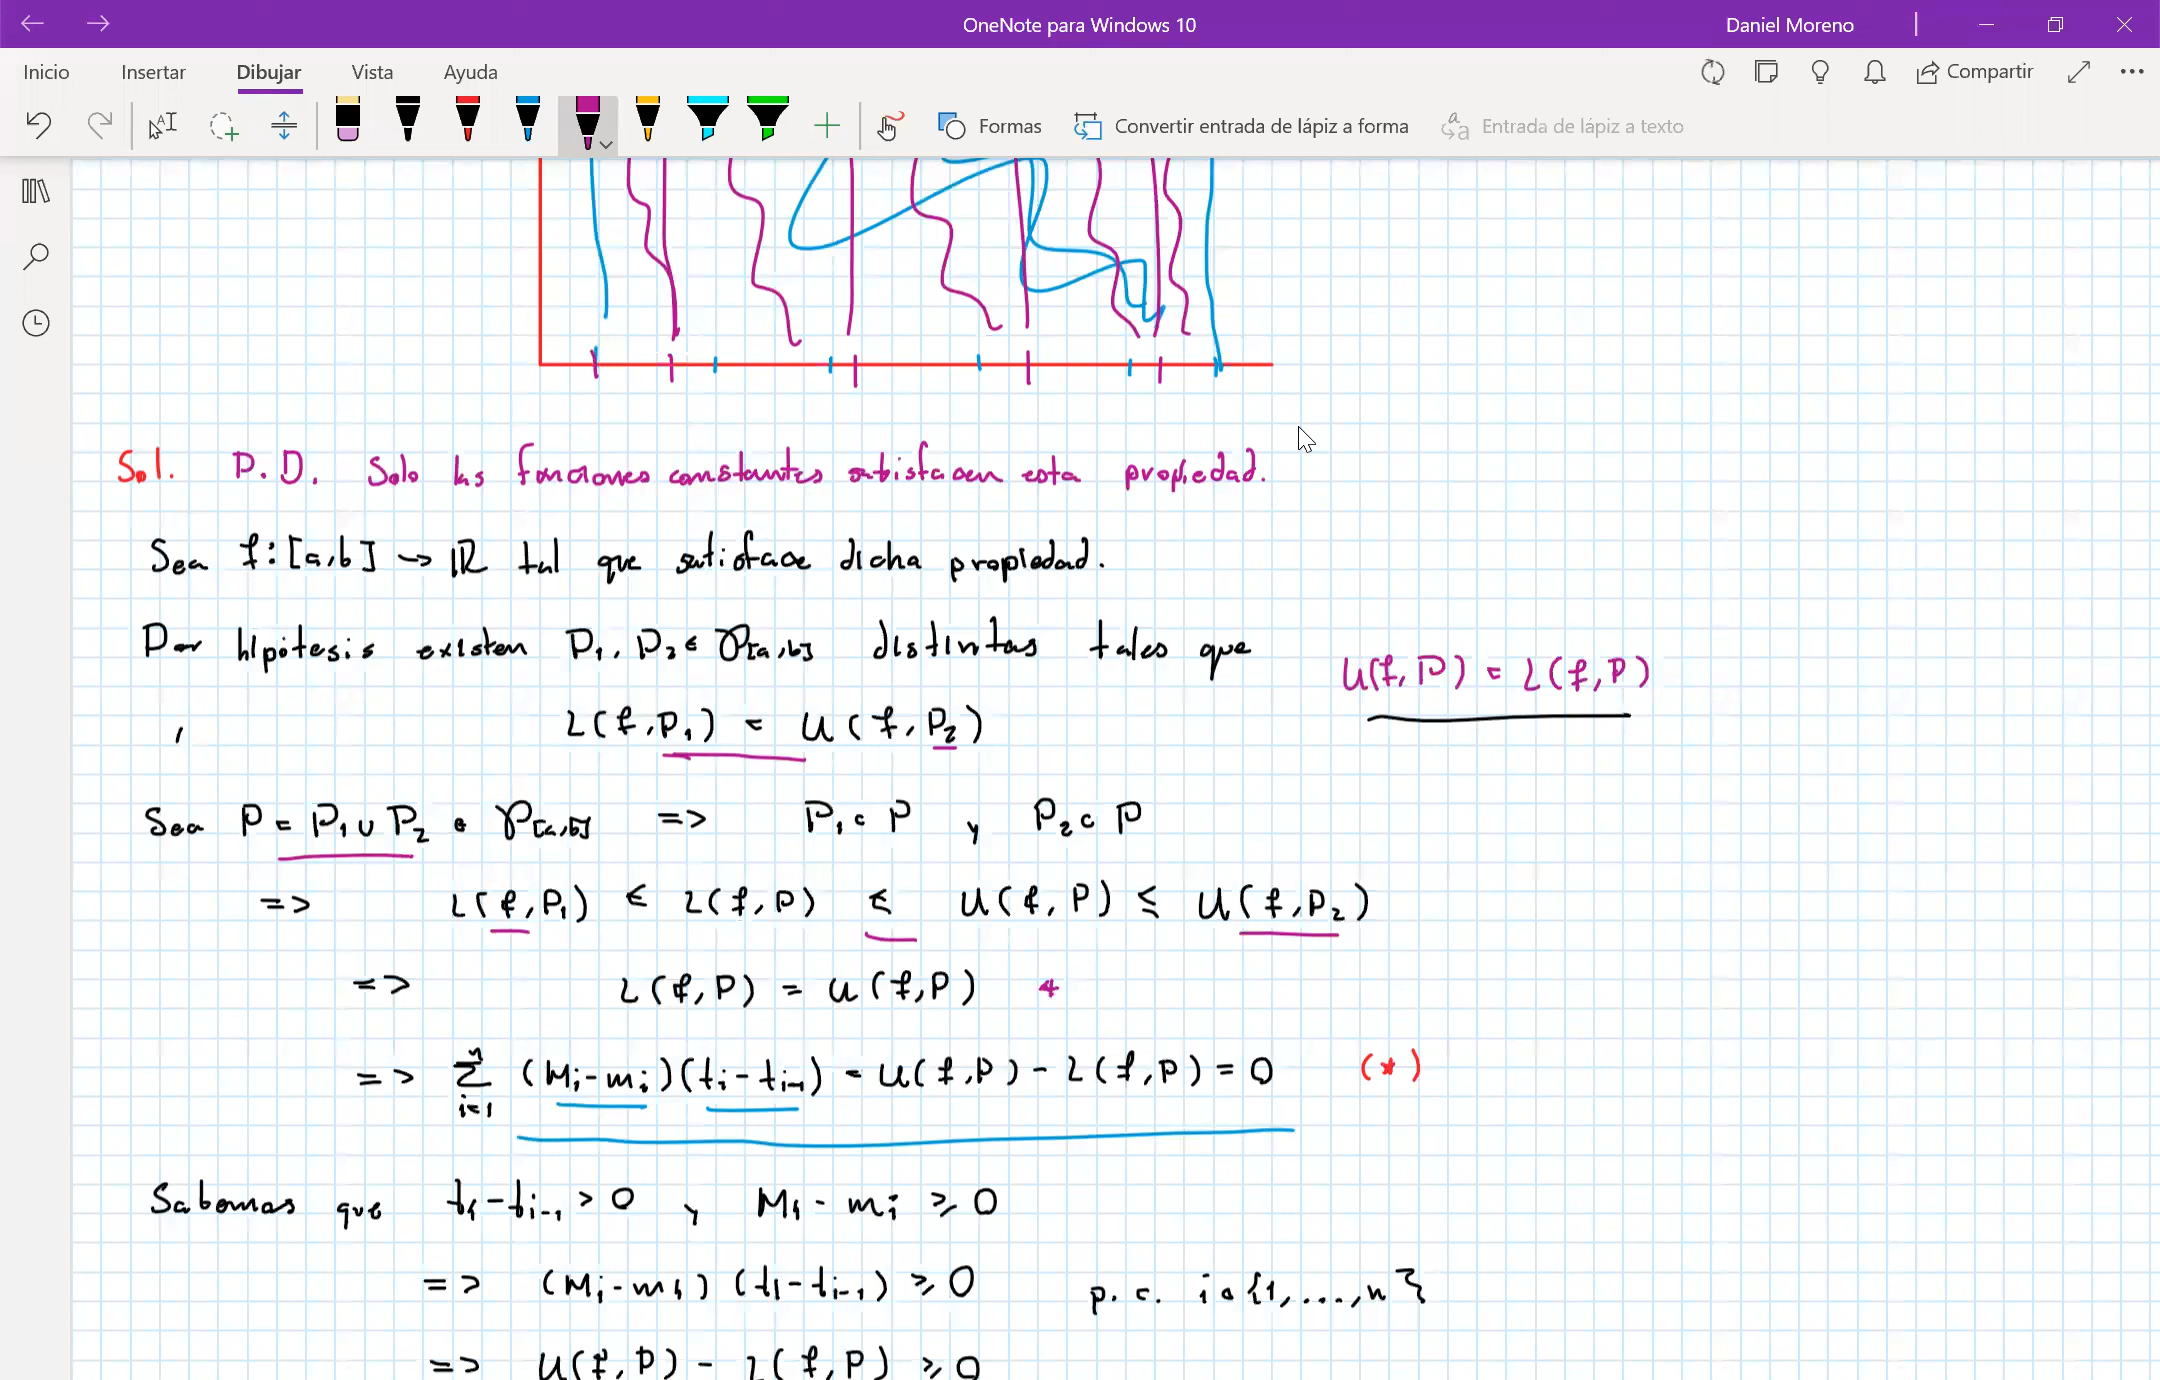 OneNote para Windows 10
Daniel Moreno
Inicio Insertar Dibujar Vista Ayuda
Compartir
Formas
Convertir entrada de lápiz a forma
Entrada de lápiz a texto
Sol. P.D. Solo las funciones constantes satisfacen esta propiedad.
Sea f:[a,b] → ℝ tal que satisface dicha propiedad.
Por hipótesis existen P₁, P₂ ∈ 𝒫[a,b] distintas tales que
L(f,P₁) = U(f,P₂)
U(f,P) = L(f,P)
Sea P = P₁ ∪ P₂ ∈ 𝒫[a,b] => P₁ ⊂ P y P₂ ⊂ P
=> L(f,P₁) ≤ L(f,P) ≤ U(f,P) ≤ U(f,P₂)
=> L(f,P) = U(f,P)
=> Σⁿᵢ₌₁ (Mᵢ-mᵢ)(tᵢ-tᵢ₋₁) = U(f,P) - L(f,P) = 0 (*)
Sabemos que tᵢ-tᵢ₋₁ > 0 y Mᵢ - mᵢ ≥ 0
=> (Mᵢ-mᵢ)(tᵢ-tᵢ₋₁) ≥ 0 p.c. i ∈ {1,...,n}
=> U(f,P) - L(f,P) ≥ 0